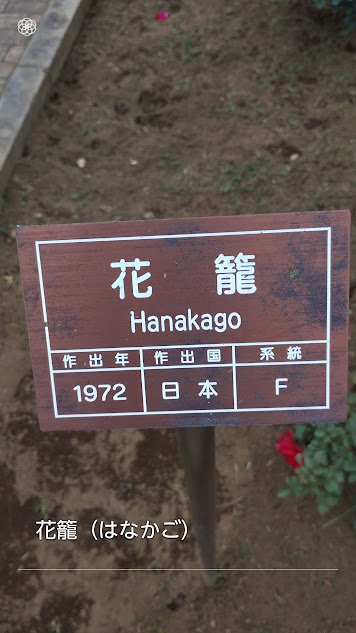 花籠
Hanakago
作出年 作出国 系統
1972 日本 F
花籠（はなかご）